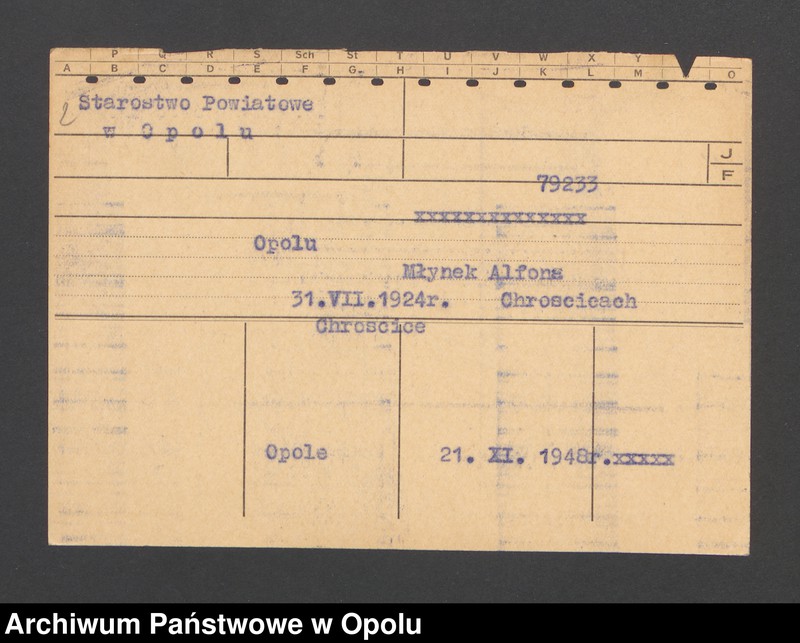 P Q R S Sch St T U V W X Y
A B C D E F G H I J K L M O
2
Starostwo Powiatowe
w Opolu
J
F
79233
xxxxxxxxxxxxxx
Opolu
Młynek Alfons
31.VII.1924r. Chroscicach
Chroscice
Opole 21. XI. 1948r.xxxxx
Archiwum Państwowe w Opolu